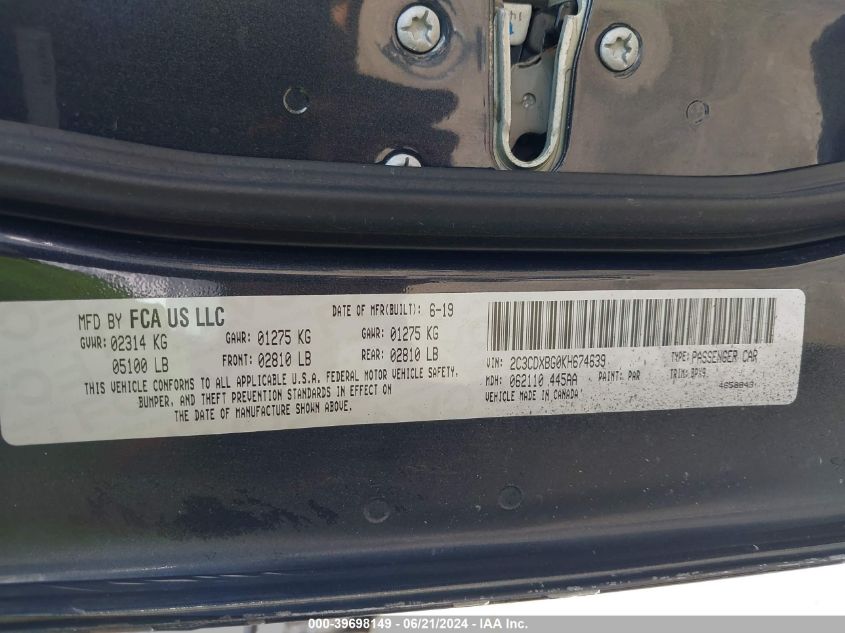 MFD BY FCA US LLC
DATE OF MFR(BUILT): 6-19
GVWR: 02314 KG
GAWR: 01275 KG
GAWR: 01275 KG
05100 LB
FRONT: 02810 LB
REAR: 02810 LB
THIS VEHICLE CONFORMS TO ALL APPLICABLE U.S.A. FEDERAL MOTOR VEHICLE SAFETY,
BUMPER, AND THEFT PREVENTION STANDARDS IN EFFECT ON
THE DATE OF MANUFACTURE SHOWN ABOVE.
VIN: 2C3CDXBG0KH674639
TYPE: PASSENGER CAR
MDH: 062110 445AA
PAINT: PAR
TRIM: BPX9
VEHICLE MADE IN CANADA
000-39698149 - 06/21/2024 - IAAI.COM